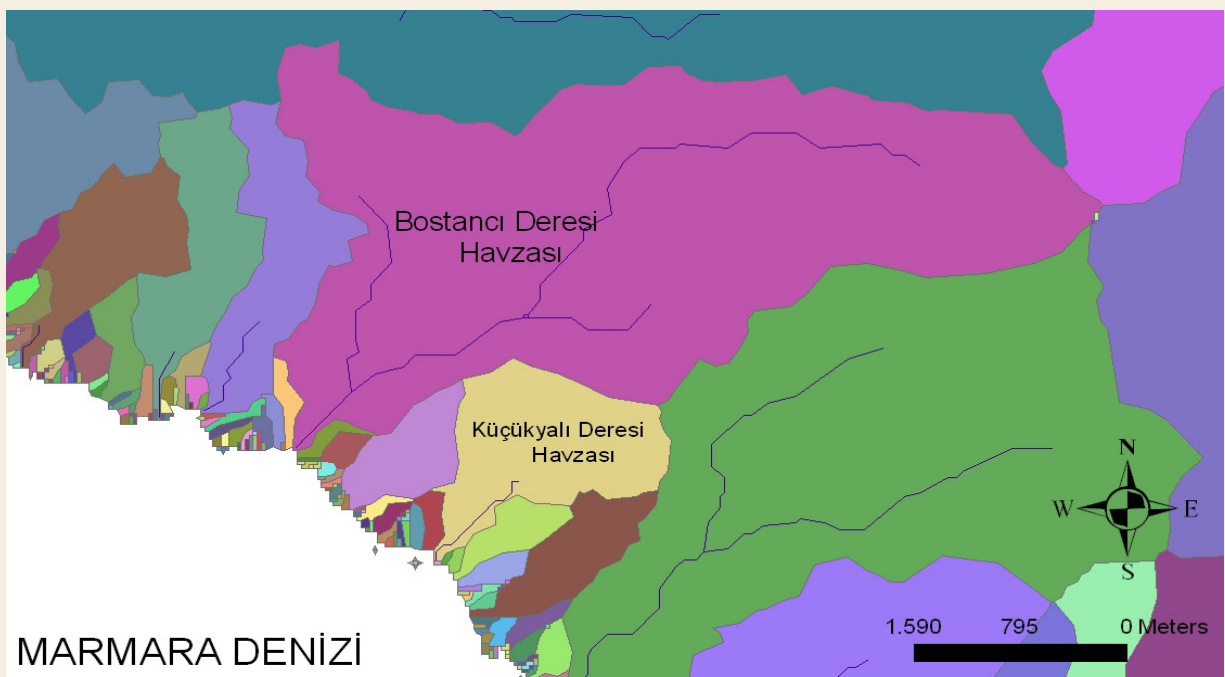 Bostancı Deresi
Havzası
Küçükyalı Deresi
Havzası
N
W E
S
1.590 795 0 Meters
MARMARA DENİZİ